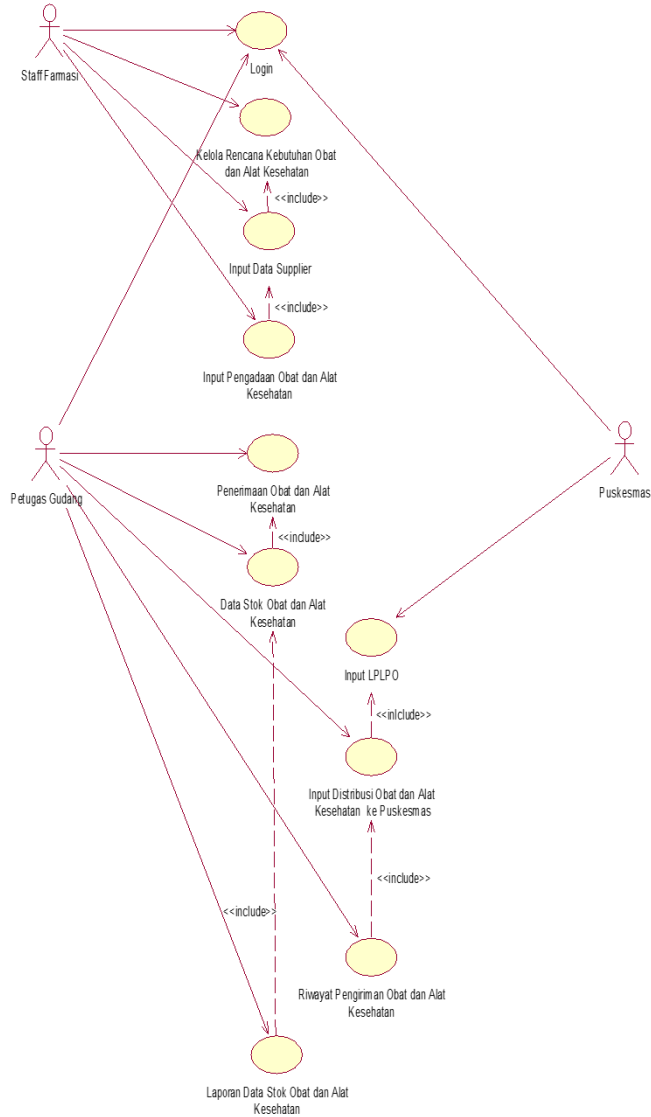 Staff Farmasi
Login
Kelola Rencana Kebutuhan Obat
dan Alat Kesehatan
<<include>>
Input Data Supplier
<<include>>
Input Pengadaan Obat dan Alat
Kesehatan
Petugas Gudang
Puskesmas
Penerimaan Obat dan Alat
Kesehatan
<<include>>
Data Stok Obat dan Alat
Kesehatan
Input LPLPO
<<inlclude>>
Input Distribusi Obat dan Alat
Kesehatan ke Puskesmas
<<include>>
<<include>>
Riwayat Pengiriman Obat dan Alat
Kesehatan
Laporan Data Stok Obat dan Alat
Kesehatan